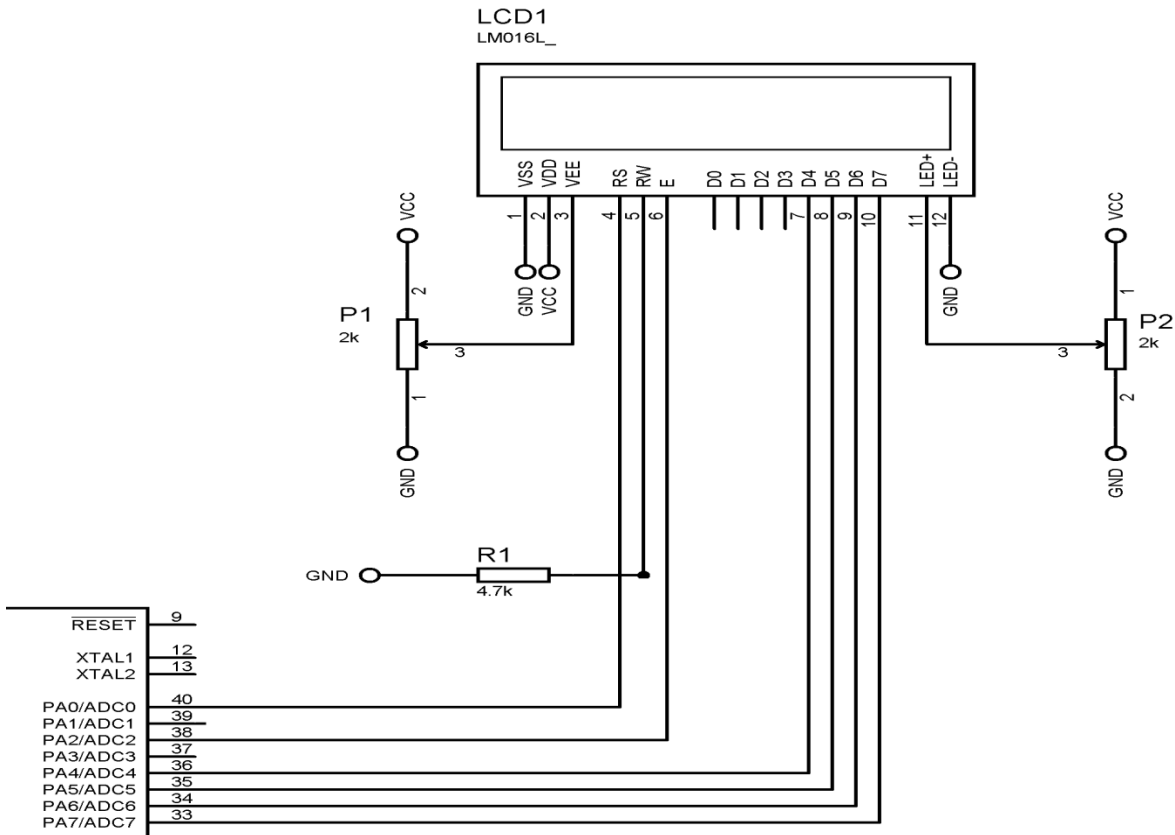 LCD1
LM016L_
VSS
VDD
VEE
RS
RW
E
D0
D1
D2
D3
D4
D5
D6
D7
LED+
LED-
1
2
3
4
5
6
7
8
9
10
11
12
GND
VCC
GND
VCC
2
P1
2k
3
1
GND
VCC
1
P2
2k
3
2
GND
GND
R1
4.7k
RESET
9
XTAL1
12
XTAL2
13
PA0/ADC0
40
PA1/ADC1
39
PA2/ADC2
38
PA3/ADC3
37
PA4/ADC4
36
PA5/ADC5
35
PA6/ADC6
34
PA7/ADC7
33